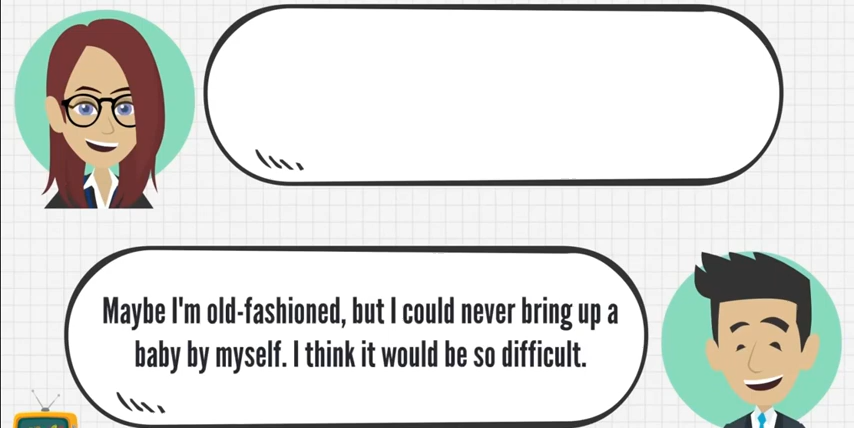 Maybe I'm old-fashioned, but I could never bring up a
baby by myself. I think it would be so difficult.